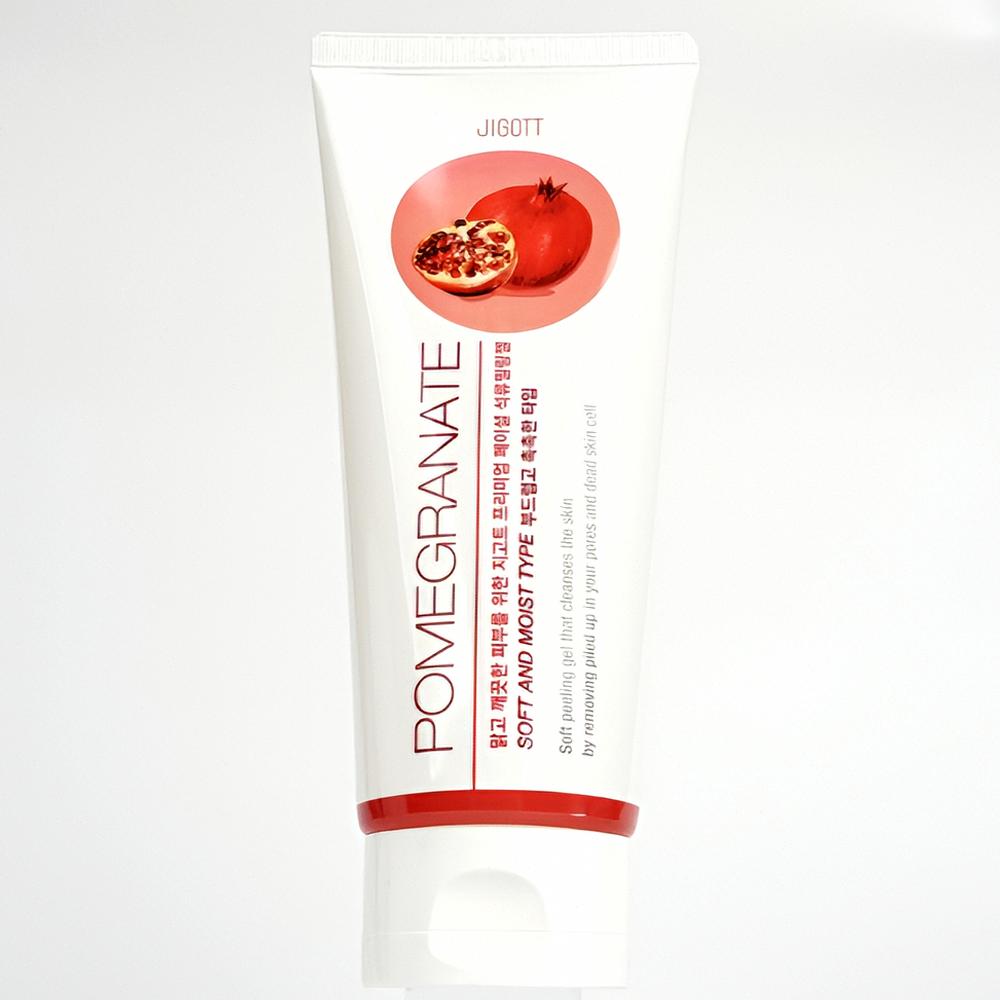 JIGOTT
POMEGRANATE
맑고 깨끗한 피부를 위한 지고트 프리미엄 페이셜 석류필링젤
SOFT AND MOIST TYPE 부드럽고 촉촉한 타입
Soft peeling gel that cleanses the skin
by removing piled up in your pores and dead skin cell